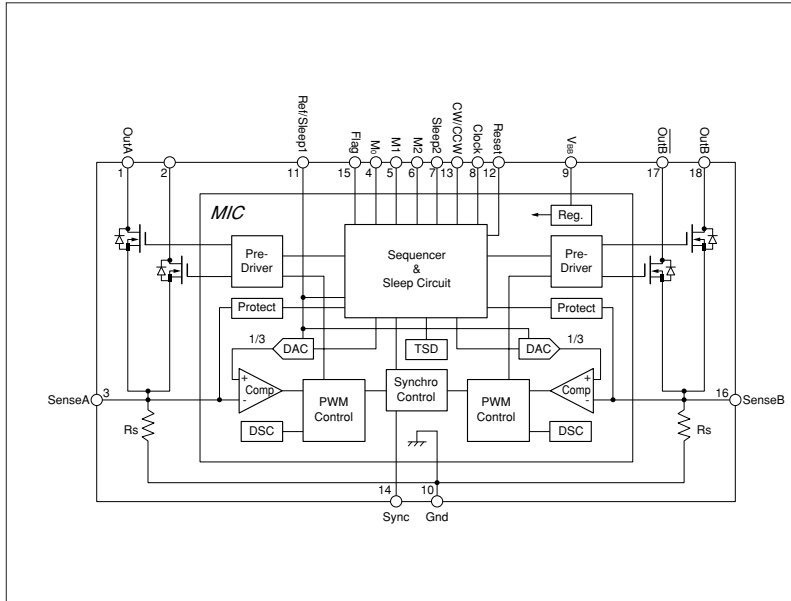 OutA
Ref/Sleep1
Flag
M0
M1
M2
Sleep2
CW/CCW
Clock
Reset
VBB
OutB
OutB
1
2
11
15
4
5
6
7
13
8
12
9
17
18
MIC
Reg.
Pre-
Driver
Sequencer
&
Sleep Circuit
Pre-
Driver
Protect
Protect
1/3
DAC
TSD
DAC
1/3
+
Comp
-
PWM
Control
Synchro
Control
PWM
Control
+
Comp
-
SenseA
3
16
SenseB
Rs
DSC
DSC
Rs
14
10
Sync
Gnd